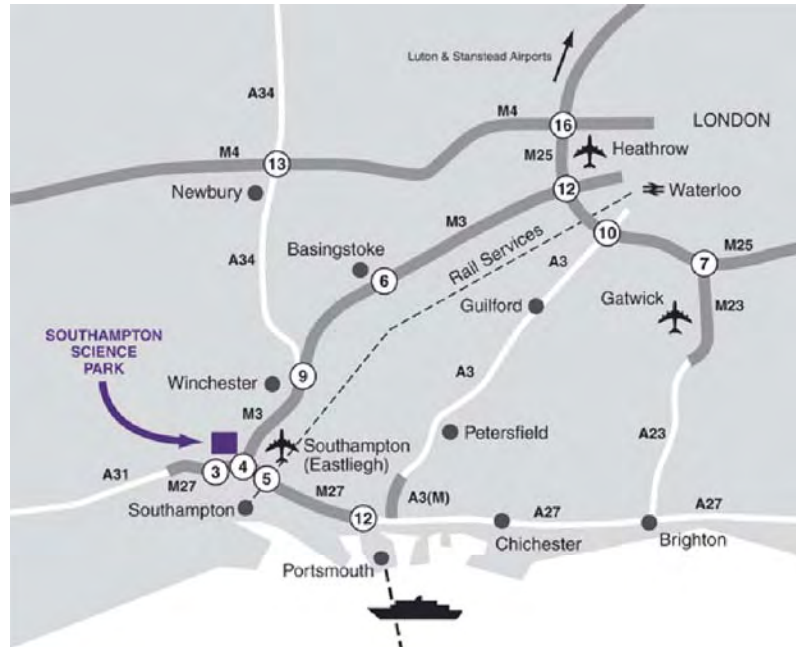 Luton & Stanstead Airports
A34
M4
16
LONDON
M4
13
M25
Heathrow
Newbury
12
Waterloo
M3
Rail Services
10
Basingstoke
M25
A34
6
A3
7
Guilford
Gatwick
M23
SOUTHAMPTON
SCIENCE
PARK
Winchester
9
A3
M3
Petersfield
A23
Southampton
(Eastliegh)
A31
3
4
5
M27
M27
A3(M)
Southampton
12
A27
A27
Chichester
Brighton
Portsmouth